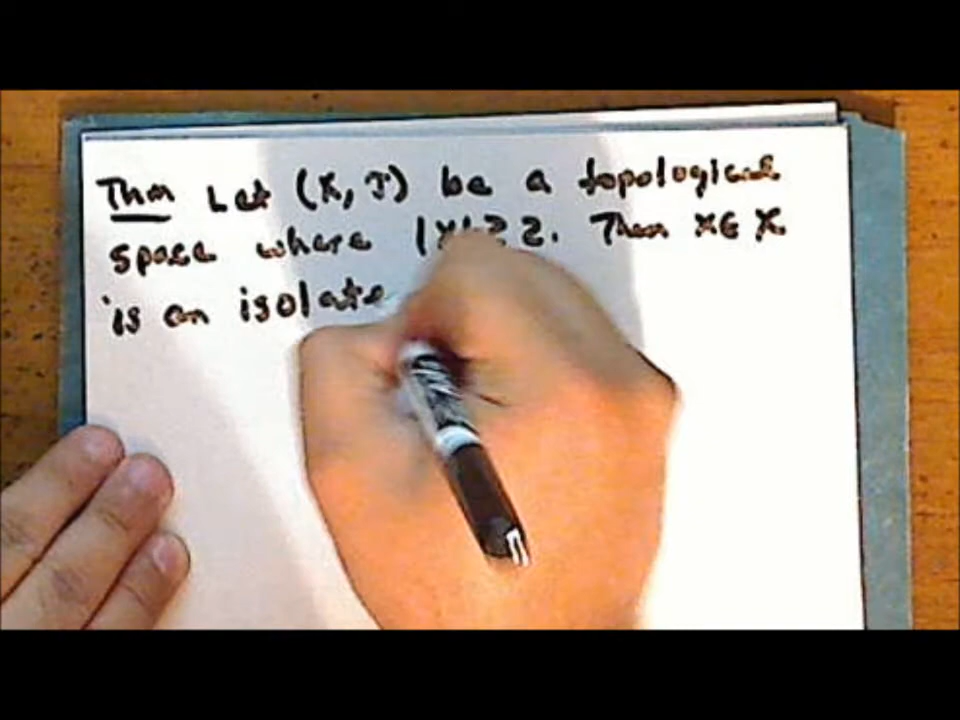 Thm Let (X, T) be a topological
space where |X| ≥ 2. Then x ∈ X
is an isolate